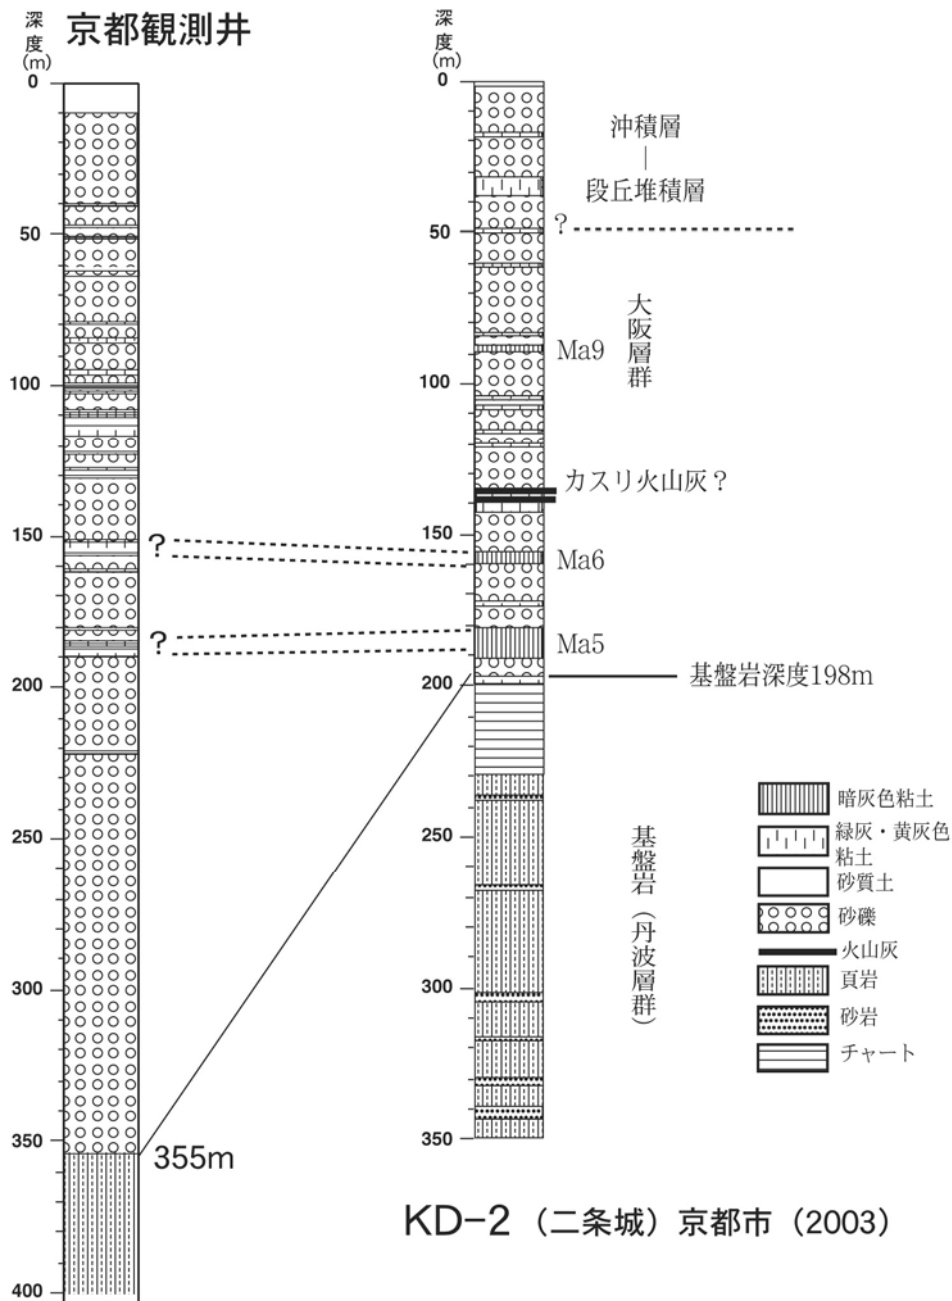 深度(m)
京都観測井
0
50
100
150
200
250
300
350
400
?
?
355m
深度(m)
0
50
100
150
200
250
300
350
沖積層
|
段丘堆積層
?
大阪層群
Ma9
カスリ火山灰?
Ma6
Ma5
基盤岩深度198m
基盤岩(丹波層群)
暗灰色粘土
緑灰・黄灰色
粘土
砂質土
砂礫
火山灰
頁岩
砂岩
チャート
KD-2(二条城)京都市(2003)